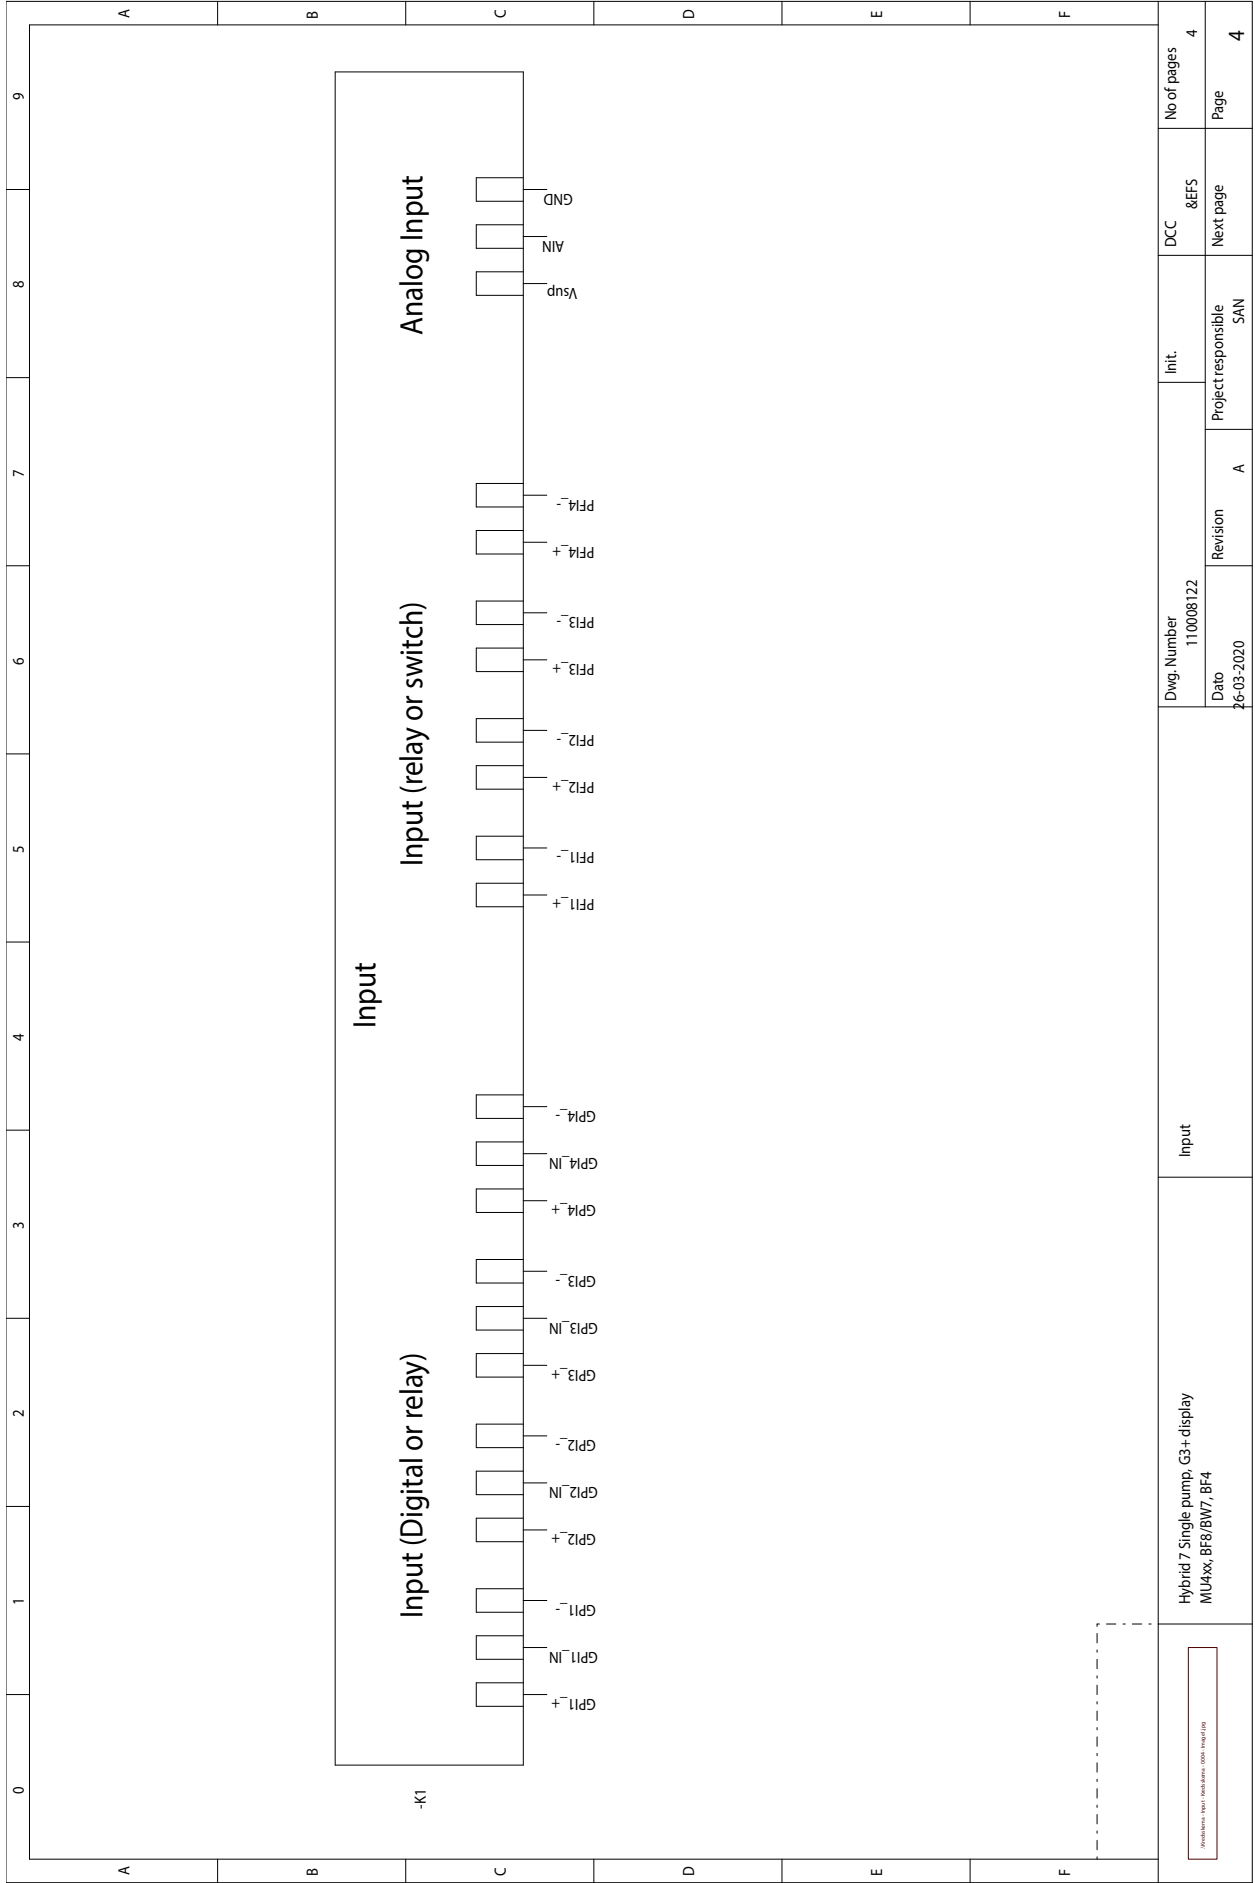 0 1 2 3 4 5 6 7 8 9
A
B
C
D
E
F
A
B
C
D
E
F
-K1
Input
Input (Digital or relay)
Input (relay or switch)
Analog Input
GPI1_+
GPI1_IN
GPI1_-
GPI2_+
GPI2_IN
GPI2_-
GPI3_+
GPI3_IN
GPI3_-
GPI4_+
GPI4_IN
GPI4_-
PFI1_+
PFI1_-
PFI2_+
PFI2_-
PFI3_+
PFI3_-
PFI4_+
PFI4_-
Vsup
AIN
GND
Hybrid 7 Single pump, G3+ display
MU4xx, BF8/BW7, BF4
Input
Dwg. Number
110008122
Init.
DCC
&EFS
No of pages
4
Dato
26-03-2020
Revision
A
Project responsible
SAN
Next page
Page
4